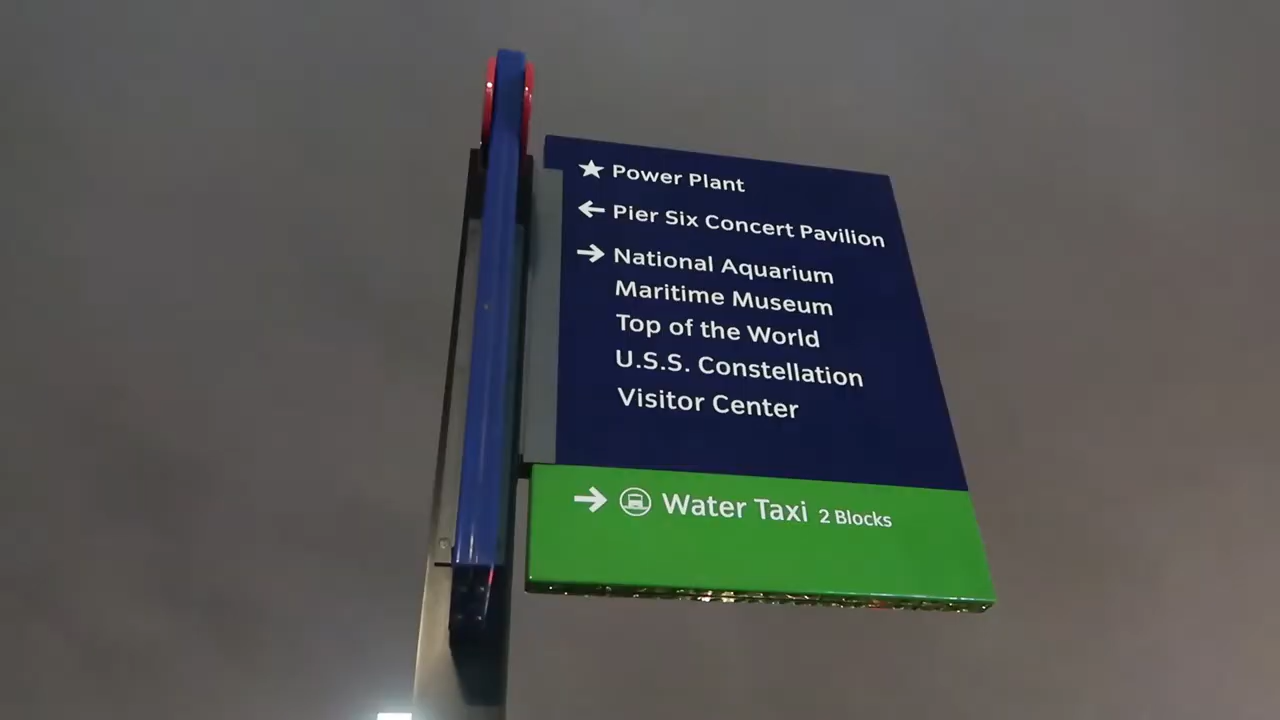 Power Plant
Pier Six Concert Pavilion
National Aquarium
Maritime Museum
Top of the World
U.S.S. Constellation
Visitor Center
Water Taxi 2 Blocks